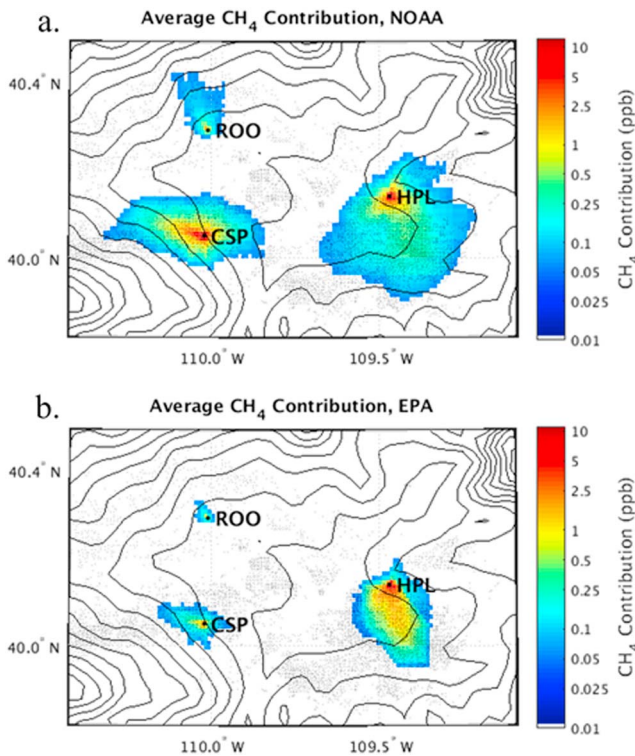 a.
Average CH₄ Contribution, NOAA
40.4° N
40.0° N
110.0° W
109.5° W
ROO
HPL
CSP
10
5
2.5
1
0.5
0.25
0.1
0.05
0.025
0.01
CH₄ Contribution (ppb)
b.
Average CH₄ Contribution, EPA
40.4° N
40.0° N
110.0° W
109.5° W
ROO
HPL
CSP
10
5
2.5
1
0.5
0.25
0.1
0.05
0.025
0.01
CH₄ Contribution (ppb)